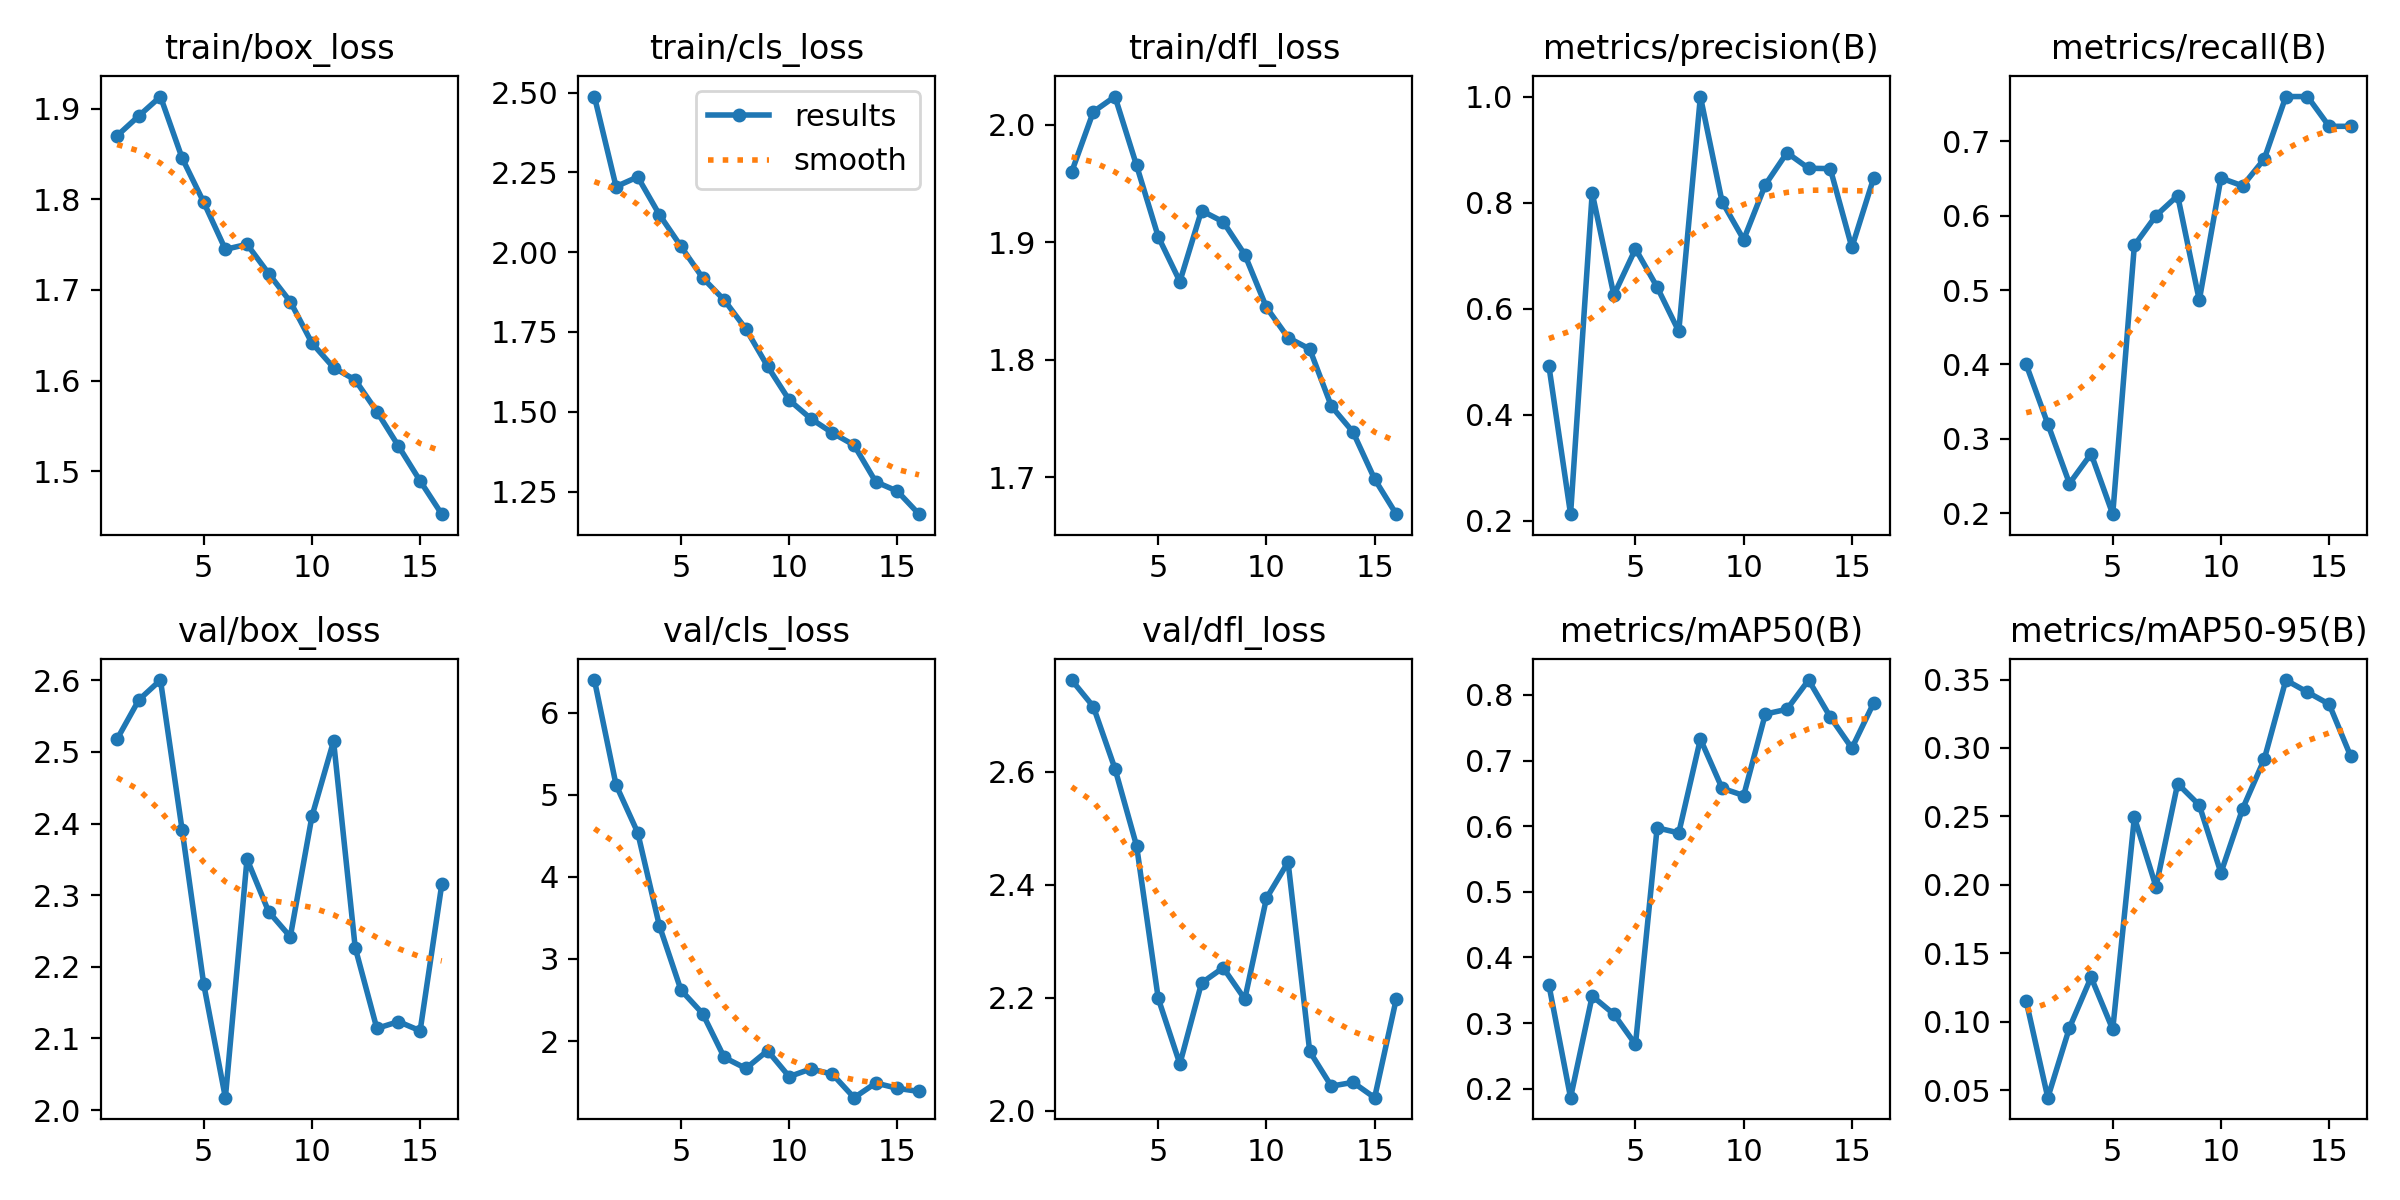 train/box_loss
train/cls_loss
train/dfl_loss
metrics/precision(B)
metrics/recall(B)
1.9
1.8
1.7
1.6
1.5
5 10 15
2.50
2.25
2.00
1.75
1.50
1.25
results
smooth
5 10 15
2.0
1.9
1.8
1.7
5 10 15
1.0
0.8
0.6
0.4
0.2
5 10 15
0.7
0.6
0.5
0.4
0.3
0.2
5 10 15
val/box_loss
val/cls_loss
val/dfl_loss
metrics/mAP50(B)
metrics/mAP50-95(B)
2.6
2.5
2.4
2.3
2.2
2.1
2.0
5 10 15
6
5
4
3
2
5 10 15
2.6
2.4
2.2
2.0
5 10 15
0.8
0.7
0.6
0.5
0.4
0.3
0.2
5 10 15
0.35
0.30
0.25
0.20
0.15
0.10
0.05
5 10 15